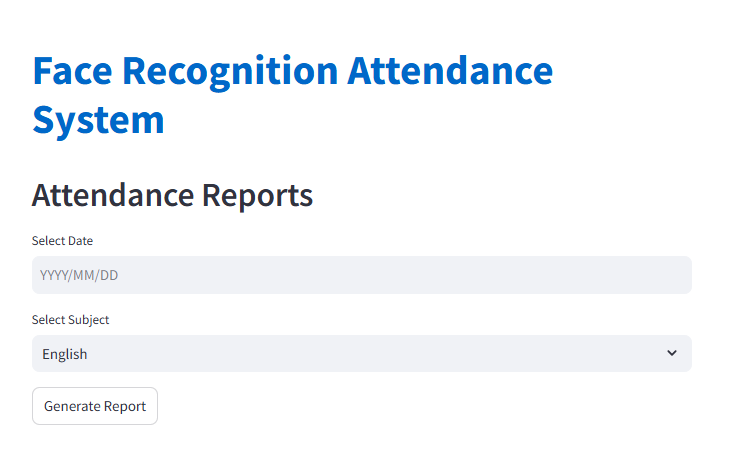 Face Recognition Attendance
System
Attendance Reports
Select Date
YYYY/MM/DD
Select Subject
English
Generate Report